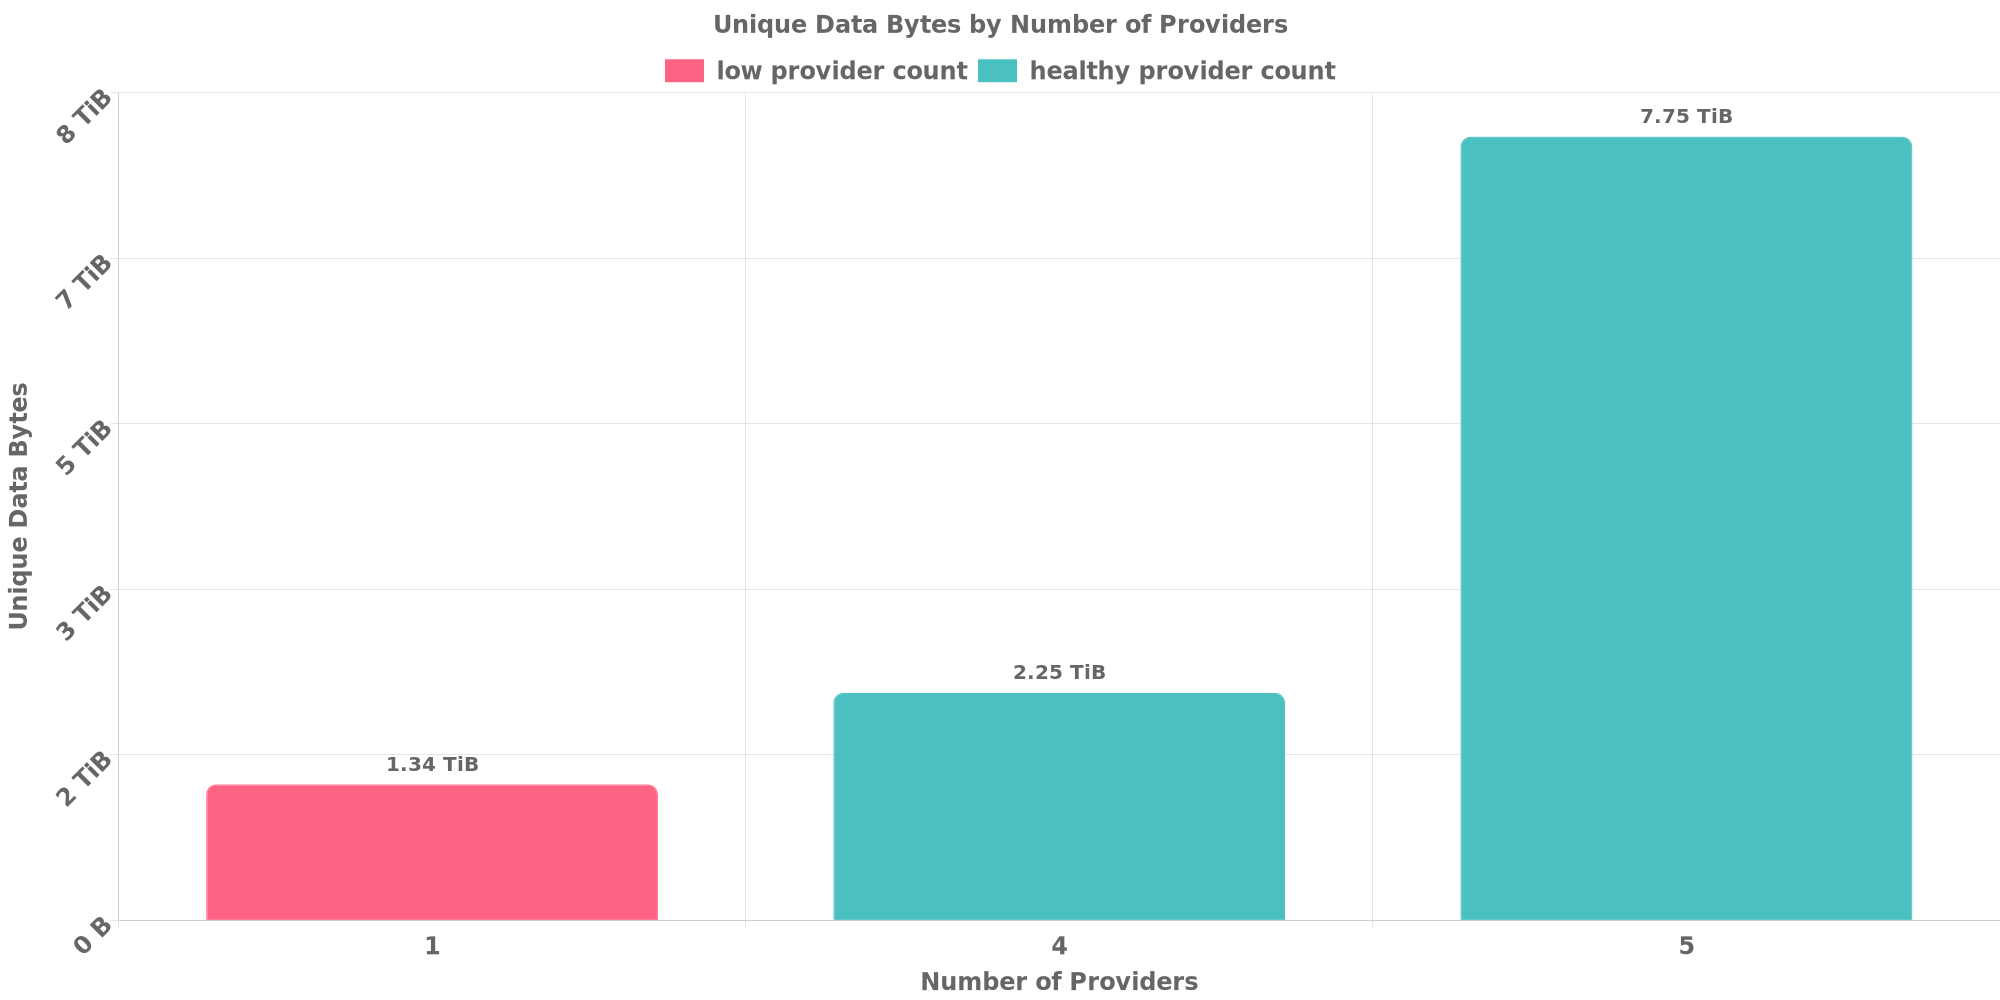 Unique Data Bytes by Number of Providers
low provider count healthy provider count
8 TiB
7 TiB
5 TiB
3 TiB
2 TiB
0 B
Unique Data Bytes
7.75 TiB
2.25 TiB
1.34 TiB
1 4 5
Number of Providers